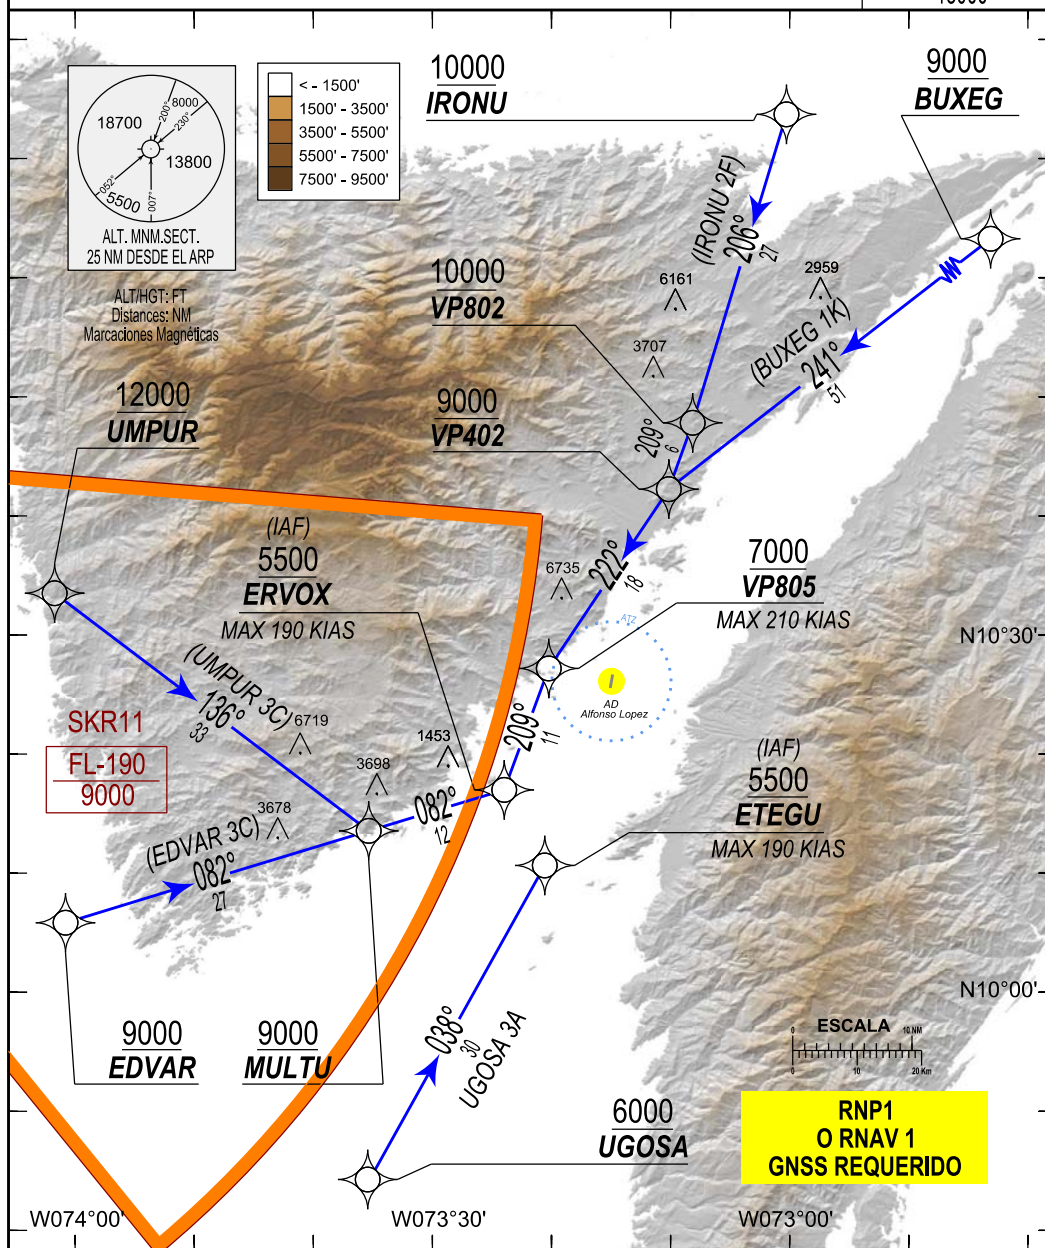 10000
IRONU
9000
BUXEG
18700
8000
200°
230°
13800
052°
5500
007°
ALT. MNM.SECT.
25 NM DESDE EL ARP
< - 1500'
1500' - 3500'
3500' - 5500'
5500' - 7500'
7500' - 9500'
ALT/HGT: FT
Distances: NM
Marcaciones Magnéticas
(IRONU 2F)
206°
27
10000
VP802
6161
2959
3707
(BUXEG 1K)
241°
51
12000
UMPUR
9000
VP402
209°
6
(IAF)
5500
ERVOX
MAX 190 KIAS
6735
222°
18
7000
VP805
MAX 210 KIAS
ATZ
N10°30'
AD
Alfonso Lopez
(UMPUR 3C)
136°
33
6719
SKR11
FL-190
9000
1453
3698
209°
11
(IAF)
5500
ETEGU
MAX 190 KIAS
3678
(EDVAR 3C)
082°
27
082°
12
N10°00'
9000
EDVAR
9000
MULTU
038°
30
UGOSA 3A
ESCALA
0
10 NM
0
10
20 Km
6000
UGOSA
RNP1
O RNAV 1
GNSS REQUERIDO
W074°00'
W073°30'
W073°00'